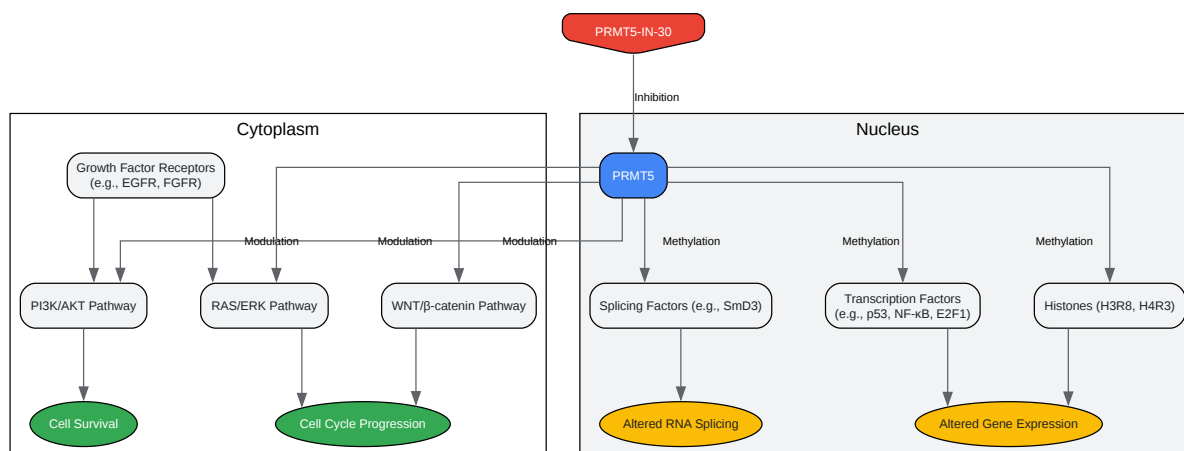 PRMT5-IN-30
Inhibition
Cytoplasm
Nucleus
Growth Factor Receptors
(e.g., EGFR, FGFR)
PRMT5
Modulation
Modulation
Modulation
Methylation
Methylation
Methylation
PI3K/AKT Pathway
RAS/ERK Pathway
WNT/β-catenin Pathway
Splicing Factors (e.g., SmD3)
Transcription Factors
(e.g., p53, NF-κB, E2F1)
Histones (H3R8, H4R3)
Cell Survival
Cell Cycle Progression
Altered RNA Splicing
Altered Gene Expression